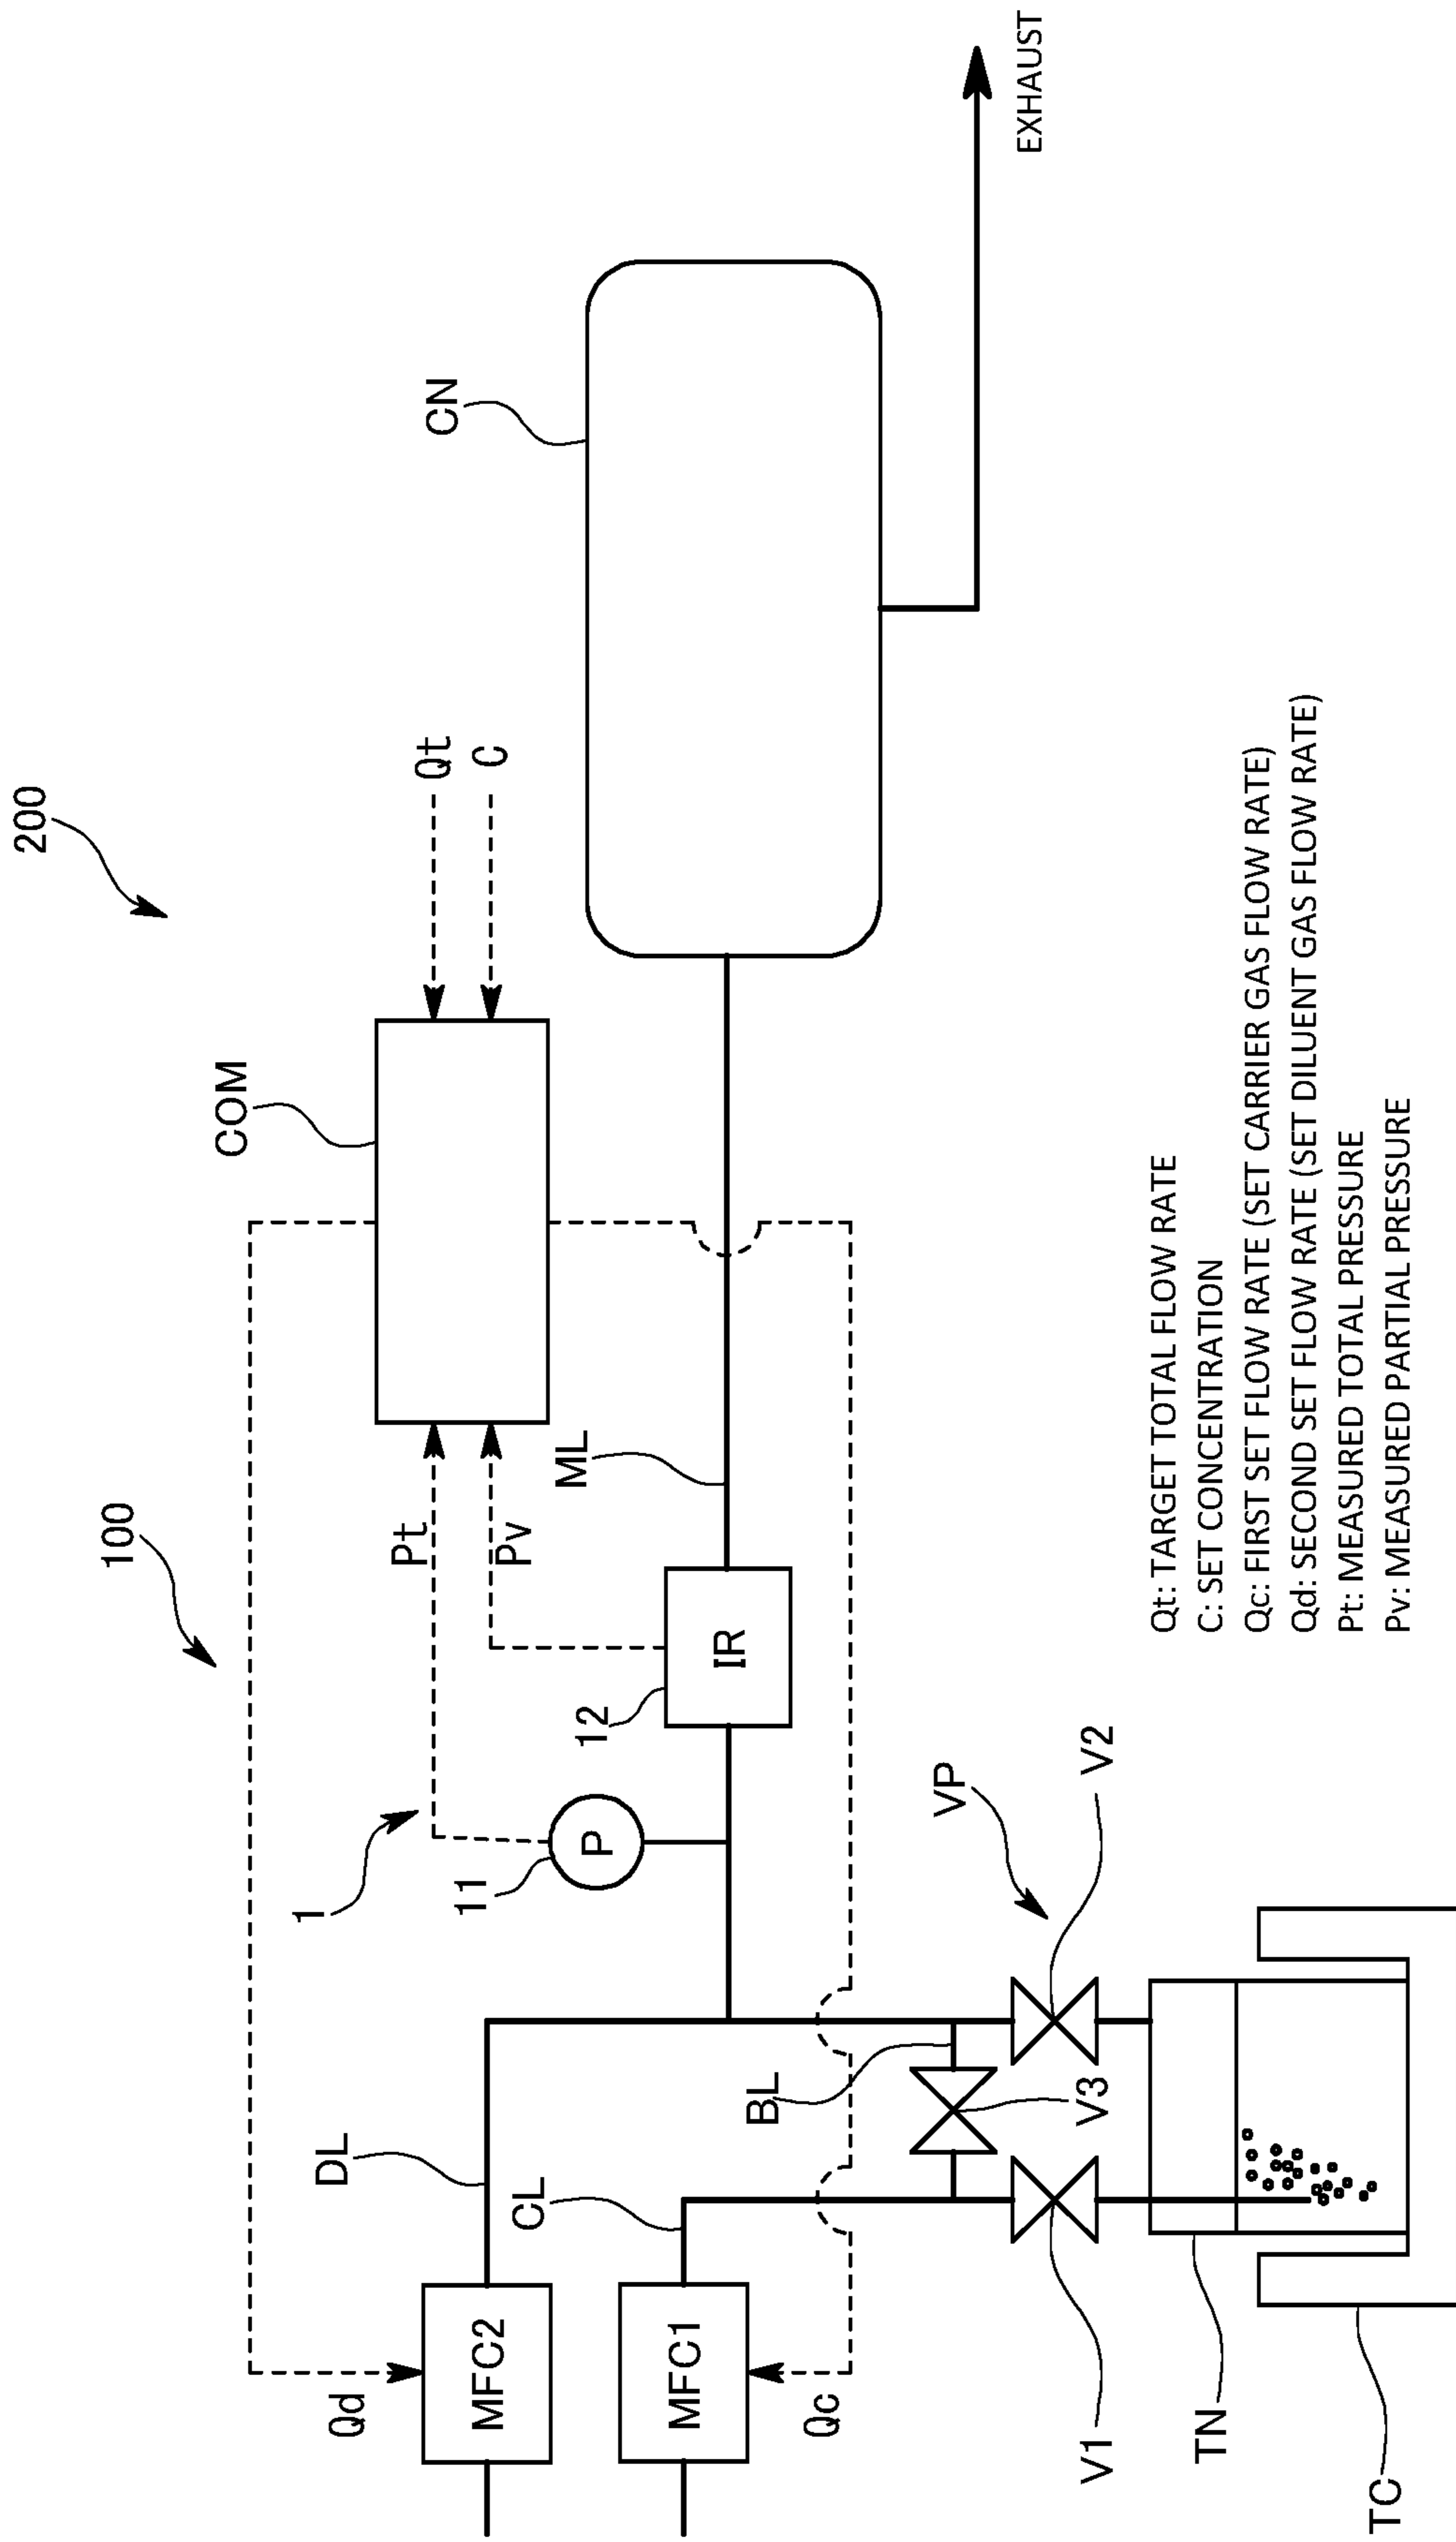 200
100
Qt
C
COM
CN
Pt
Pv
1
11
P
12
IR
ML
EXHAUST
Qd
MFC2
DL
MFC1
CL
Qc
BL
VP
V1
V3
V2
TN
TC
Qt: TARGET TOTAL FLOW RATE
C: SET CONCENTRATION
Qc: FIRST SET FLOW RATE (SET CARRIER GAS FLOW RATE)
Qd: SECOND SET FLOW RATE (SET DILUENT GAS FLOW RATE)
Pt: MEASURED TOTAL PRESSURE
Pv: MEASURED PARTIAL PRESSURE